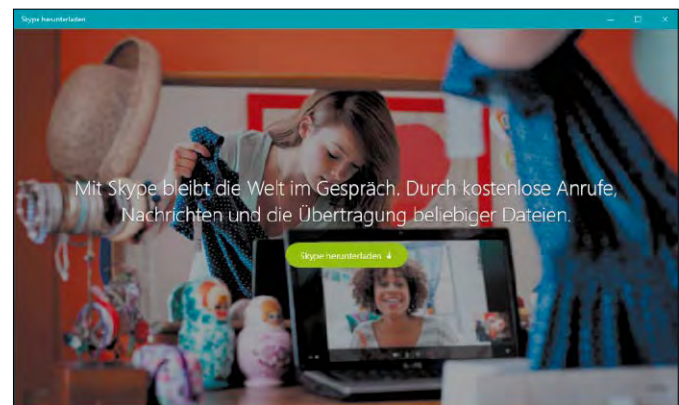 Skype herunterladen
Mit Skype bleibt die Welt im Gespräch. Durch kostenlose Anrufe,
Nachrichten und die Übertragung beliebiger Dateien.
Skype herunterladen